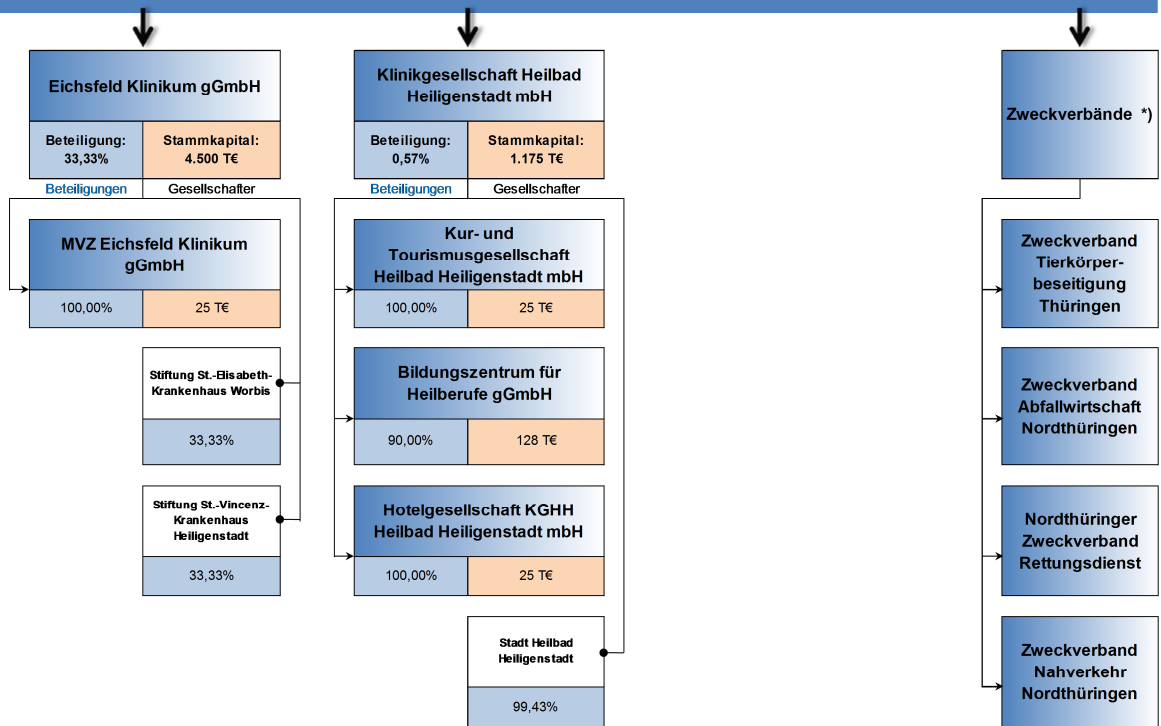 Eichsfeld Klinikum gGmbH
Beteiligung:
33,33%
Stammkapital:
4.500 T€
Beteiligungen
Gesellschafter
MVZ Eichsfeld Klinikum
gGmbH
100,00%
25 T€
Stiftung St.-Elisabeth-
Krankenhaus Worbis
33,33%
Stiftung St.-Vincenz-
Krankenhaus
Heiligenstadt
33,33%
Klinikgesellschaft Heilbad
Heiligenstadt mbH
Beteiligung:
0,57%
Stammkapital:
1.175 T€
Beteiligungen
Gesellschafter
Kur- und
Tourismusgesellschaft
Heilbad Heiligenstadt mbH
100,00%
25 T€
Bildungszentrum für
Heilberufe gGmbH
90,00%
128 T€
Hotelgesellschaft KGHH
Heilbad Heiligenstadt mbH
100,00%
25 T€
Stadt Heilbad
Heiligenstadt
99,43%
Zweckverbände *)
Zweckverband
Tierkörper-
beseitigung
Thüringen
Zweckverband
Abfallwirtschaft
Nordthüringen
Nordthüringer
Zweckverband
Rettungsdienst
Zweckverband
Nahverkehr
Nordthüringen